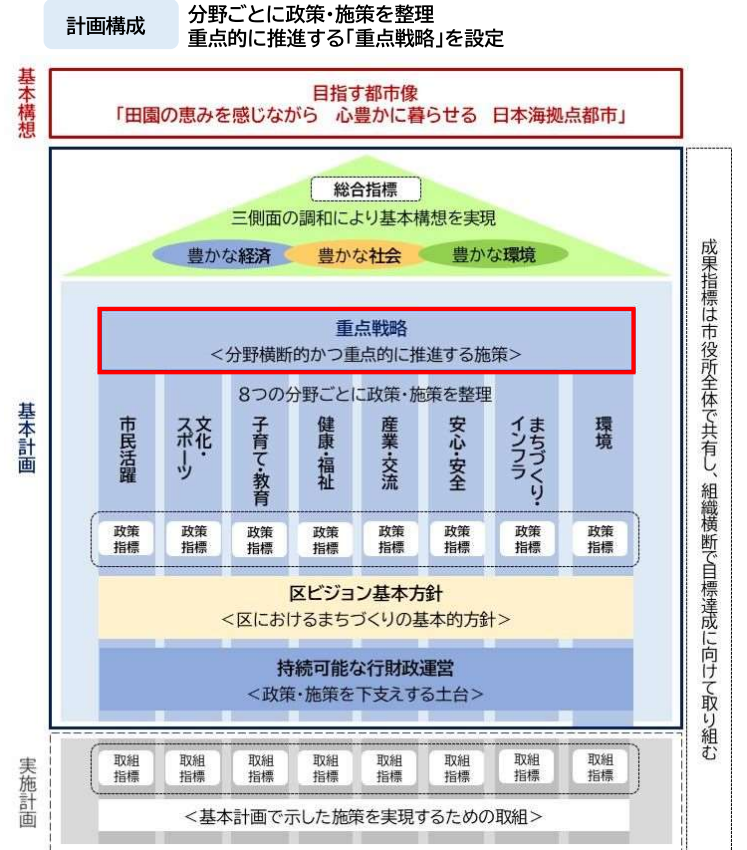 計画構成
分野ごとに政策・施策を整理
重点的に推進する「重点戦略」を設定
基本構想
目指す都市像
「田園の恵みを感じながら　心豊かに暮らせる　日本海拠点都市」
基本計画
総合指標
三側面の調和により基本構想を実現
豊かな経済
豊かな社会
豊かな環境
重点戦略
<分野横断的かつ重点的に推進する施策>
8つの分野ごとに政策・施策を整理
市民活躍
文化・
スポーツ
子育て・教育
健康・福祉
産業・交流
安心・安全
まちづくり・
インフラ
環境
政策
指標
政策
指標
政策
指標
政策
指標
政策
指標
政策
指標
政策
指標
政策
指標
区ビジョン基本方針
<区におけるまちづくりの基本的方針>
持続可能な行財政運営
<政策・施策を下支えする土台>
実施計画
取組
指標
取組
指標
取組
指標
取組
指標
取組
指標
取組
指標
取組
指標
取組
指標
<基本計画で示した施策を実現するための取組>
成果指標は市役所全体で共有し、組織横断で目標達成に向けて取り組む